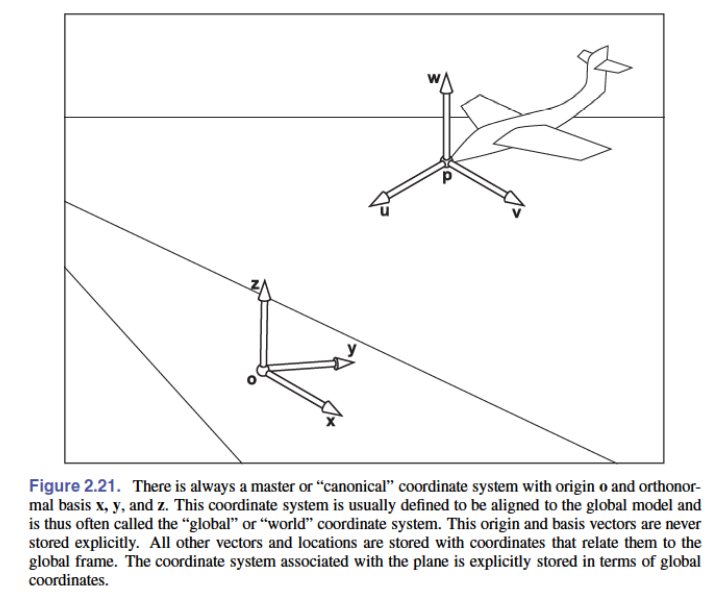 w
p
u
v
z
y
o
x
Figure 2.21. There is always a master or “canonical” coordinate system with origin o and orthonor-
mal basis x, y, and z. This coordinate system is usually defined to be aligned to the global model and
is thus often called the “global” or “world” coordinate system. This origin and basis vectors are never
stored explicitly. All other vectors and locations are stored with coordinates that relate them to the
global frame. The coordinate system associated with the plane is explicitly stored in terms of global
coordinates.